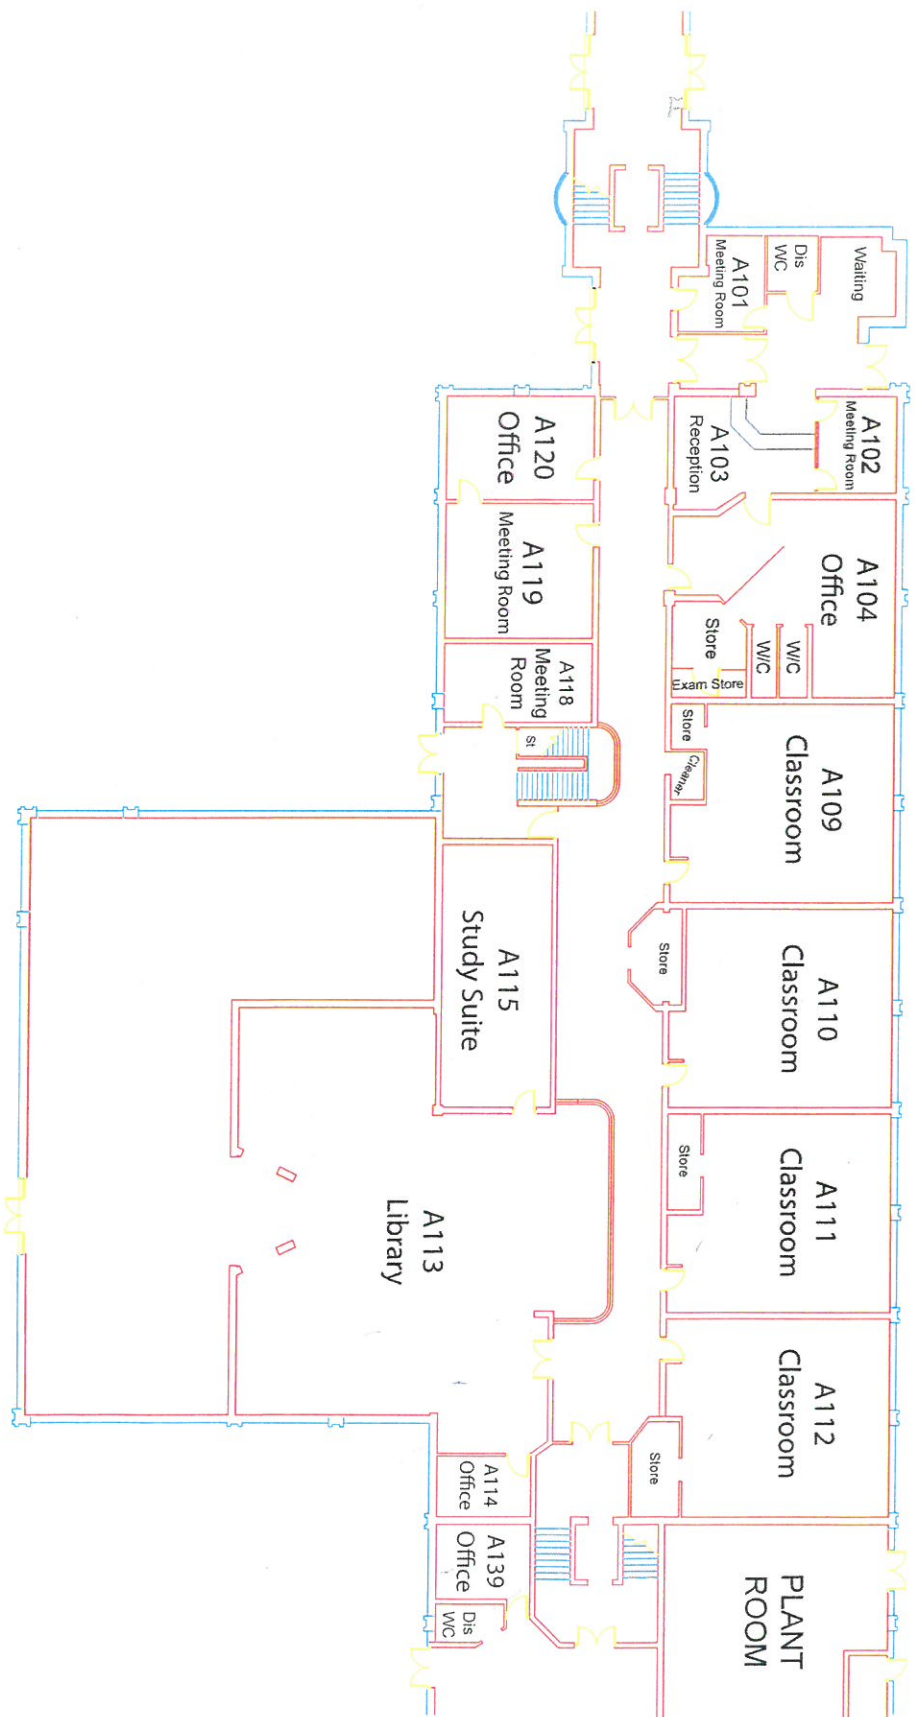 Waiting
Dis
WC
A101
Meeting Room
A102
Meeting Room
A103
Reception
A104
Office
W/C
W/C
Store
Exam Store
A120
Office
A119
Meeting Room
A118
Meeting
Room
St
Store
Cleaner
A109
Classroom
A110
Classroom
Store
A115
Study Suite
A111
Classroom
Store
A113
Library
A112
Classroom
Store
A114
Office
A139
Office
Dis
WC
PLANT
ROOM